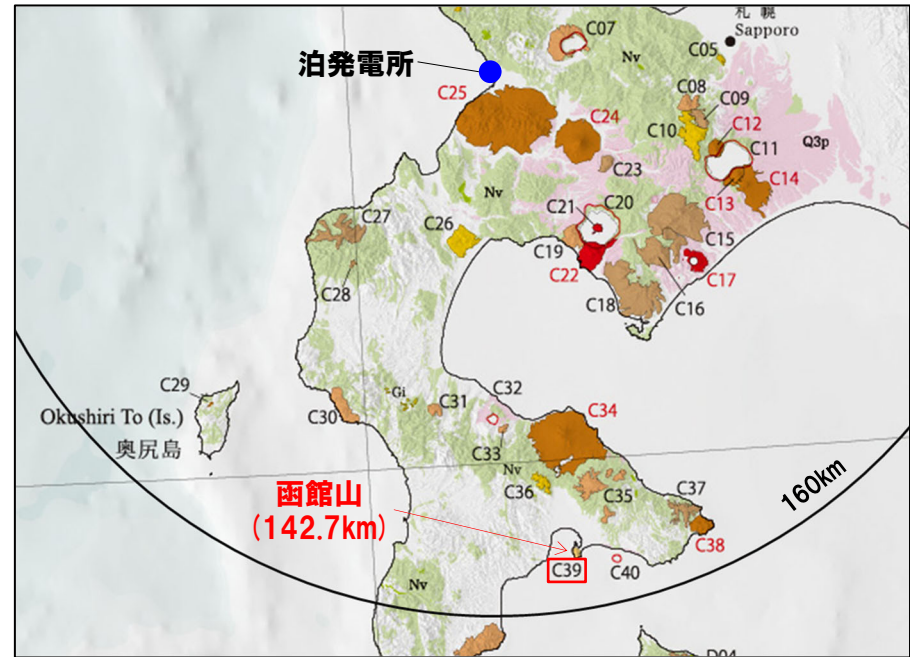 札幌
Sapporo
C07
Nv
C05
泊発電所
C25
C24
C08
C09
C10
C12
C11
Q3p
C23
C14
C13
Nv
C27
C26
C21
C20
C19
C15
C22
C17
C28
C18
C16
C29
Okushiri To (Is.)
奥尻島
C30
Gi
C31
C32
C34
C33
Nv
C36
C35
C37
160km
函館山
(142.7km)
C38
C39
C40
Nv
D04